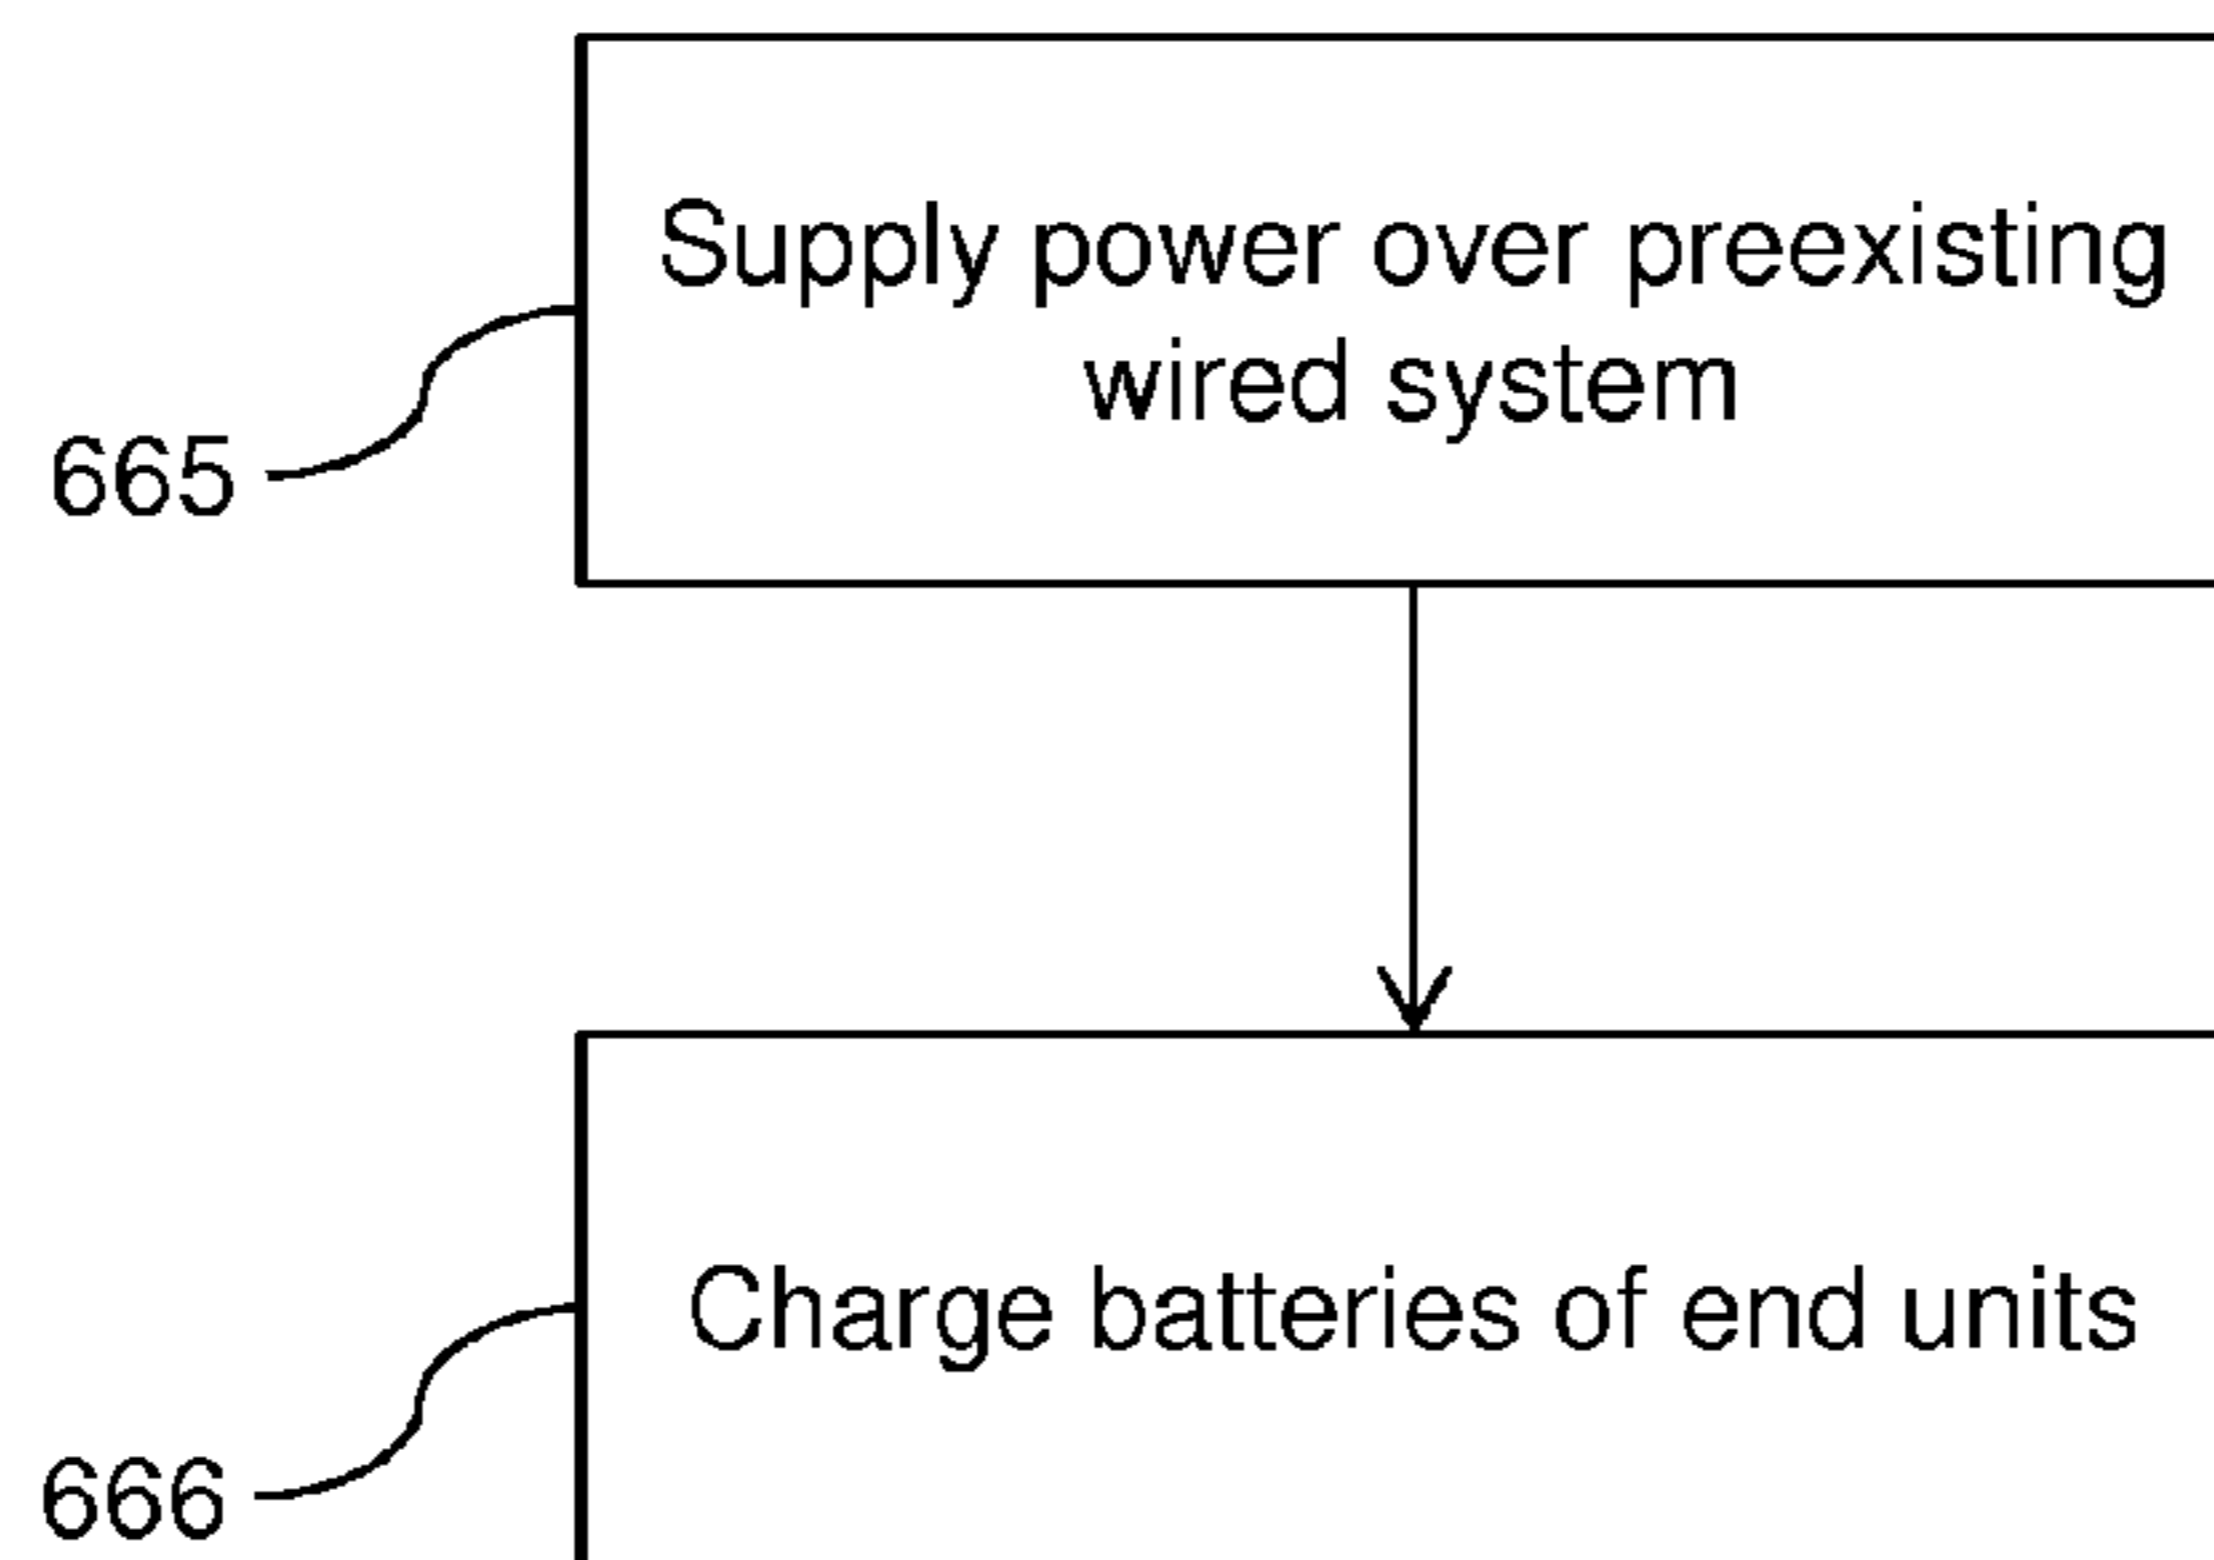 Supply power over preexisting
wired system
665
Charge batteries of end units
666